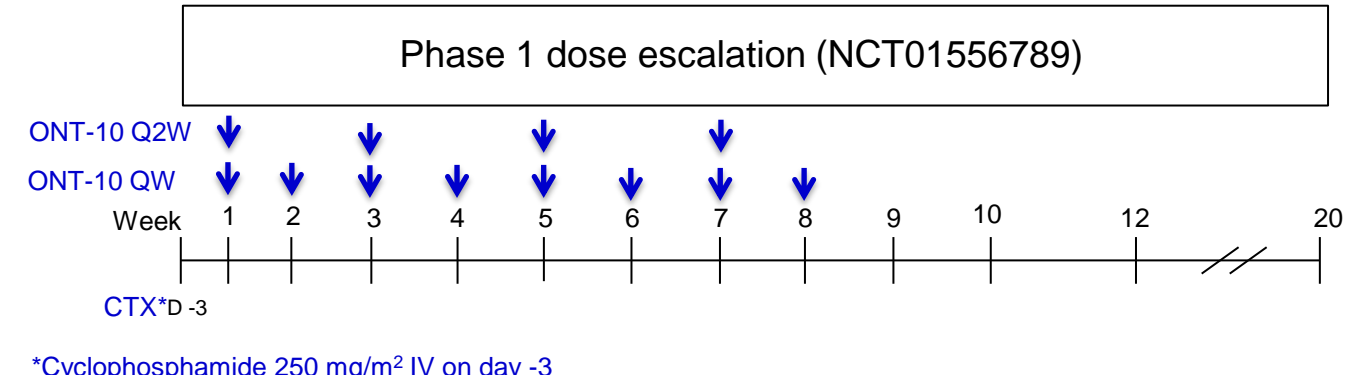 Phase 1 dose escalation (NCT01556789)
ONT-10 Q2W
ONT-10 QW
Week 1 2 3 4 5 6 7 8 9 10 12 20
CTX*D -3
*Cyclophosphamide 250 mg/m² IV on day -3